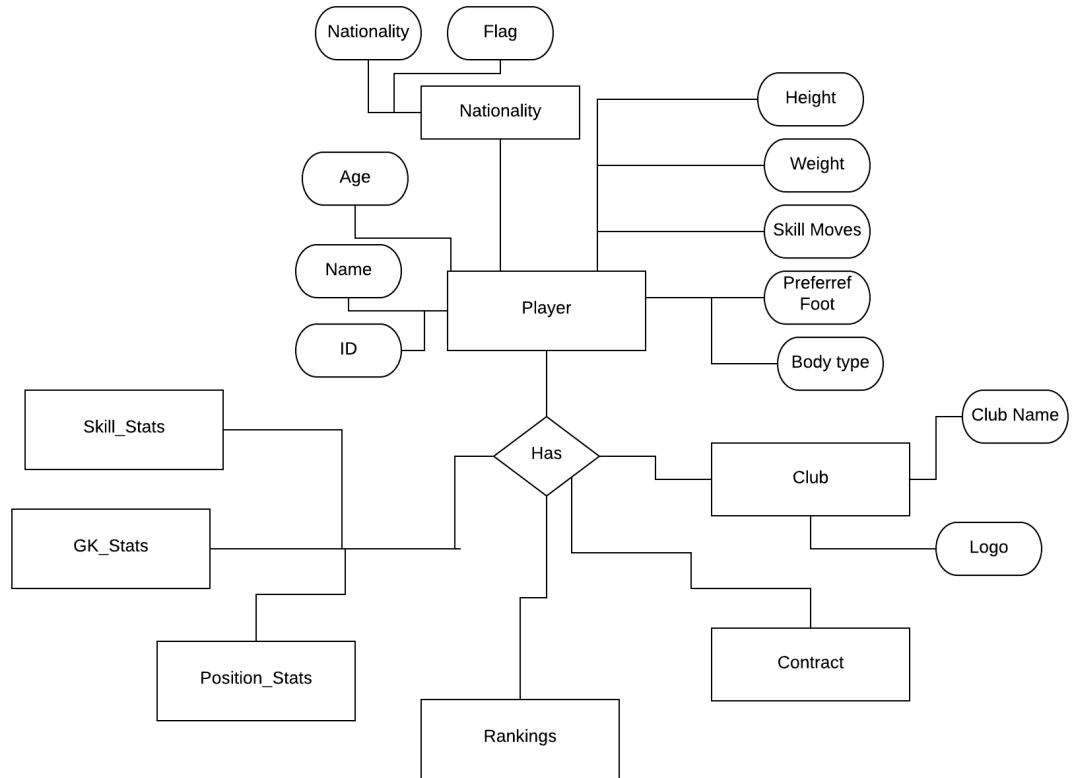 Nationality
Flag
Nationality
Height
Weight
Age
Skill Moves
Name
Preferref
Foot
Player
ID
Body type
Club Name
Skill_Stats
Has
Club
GK_Stats
Logo
Contract
Position_Stats
Rankings